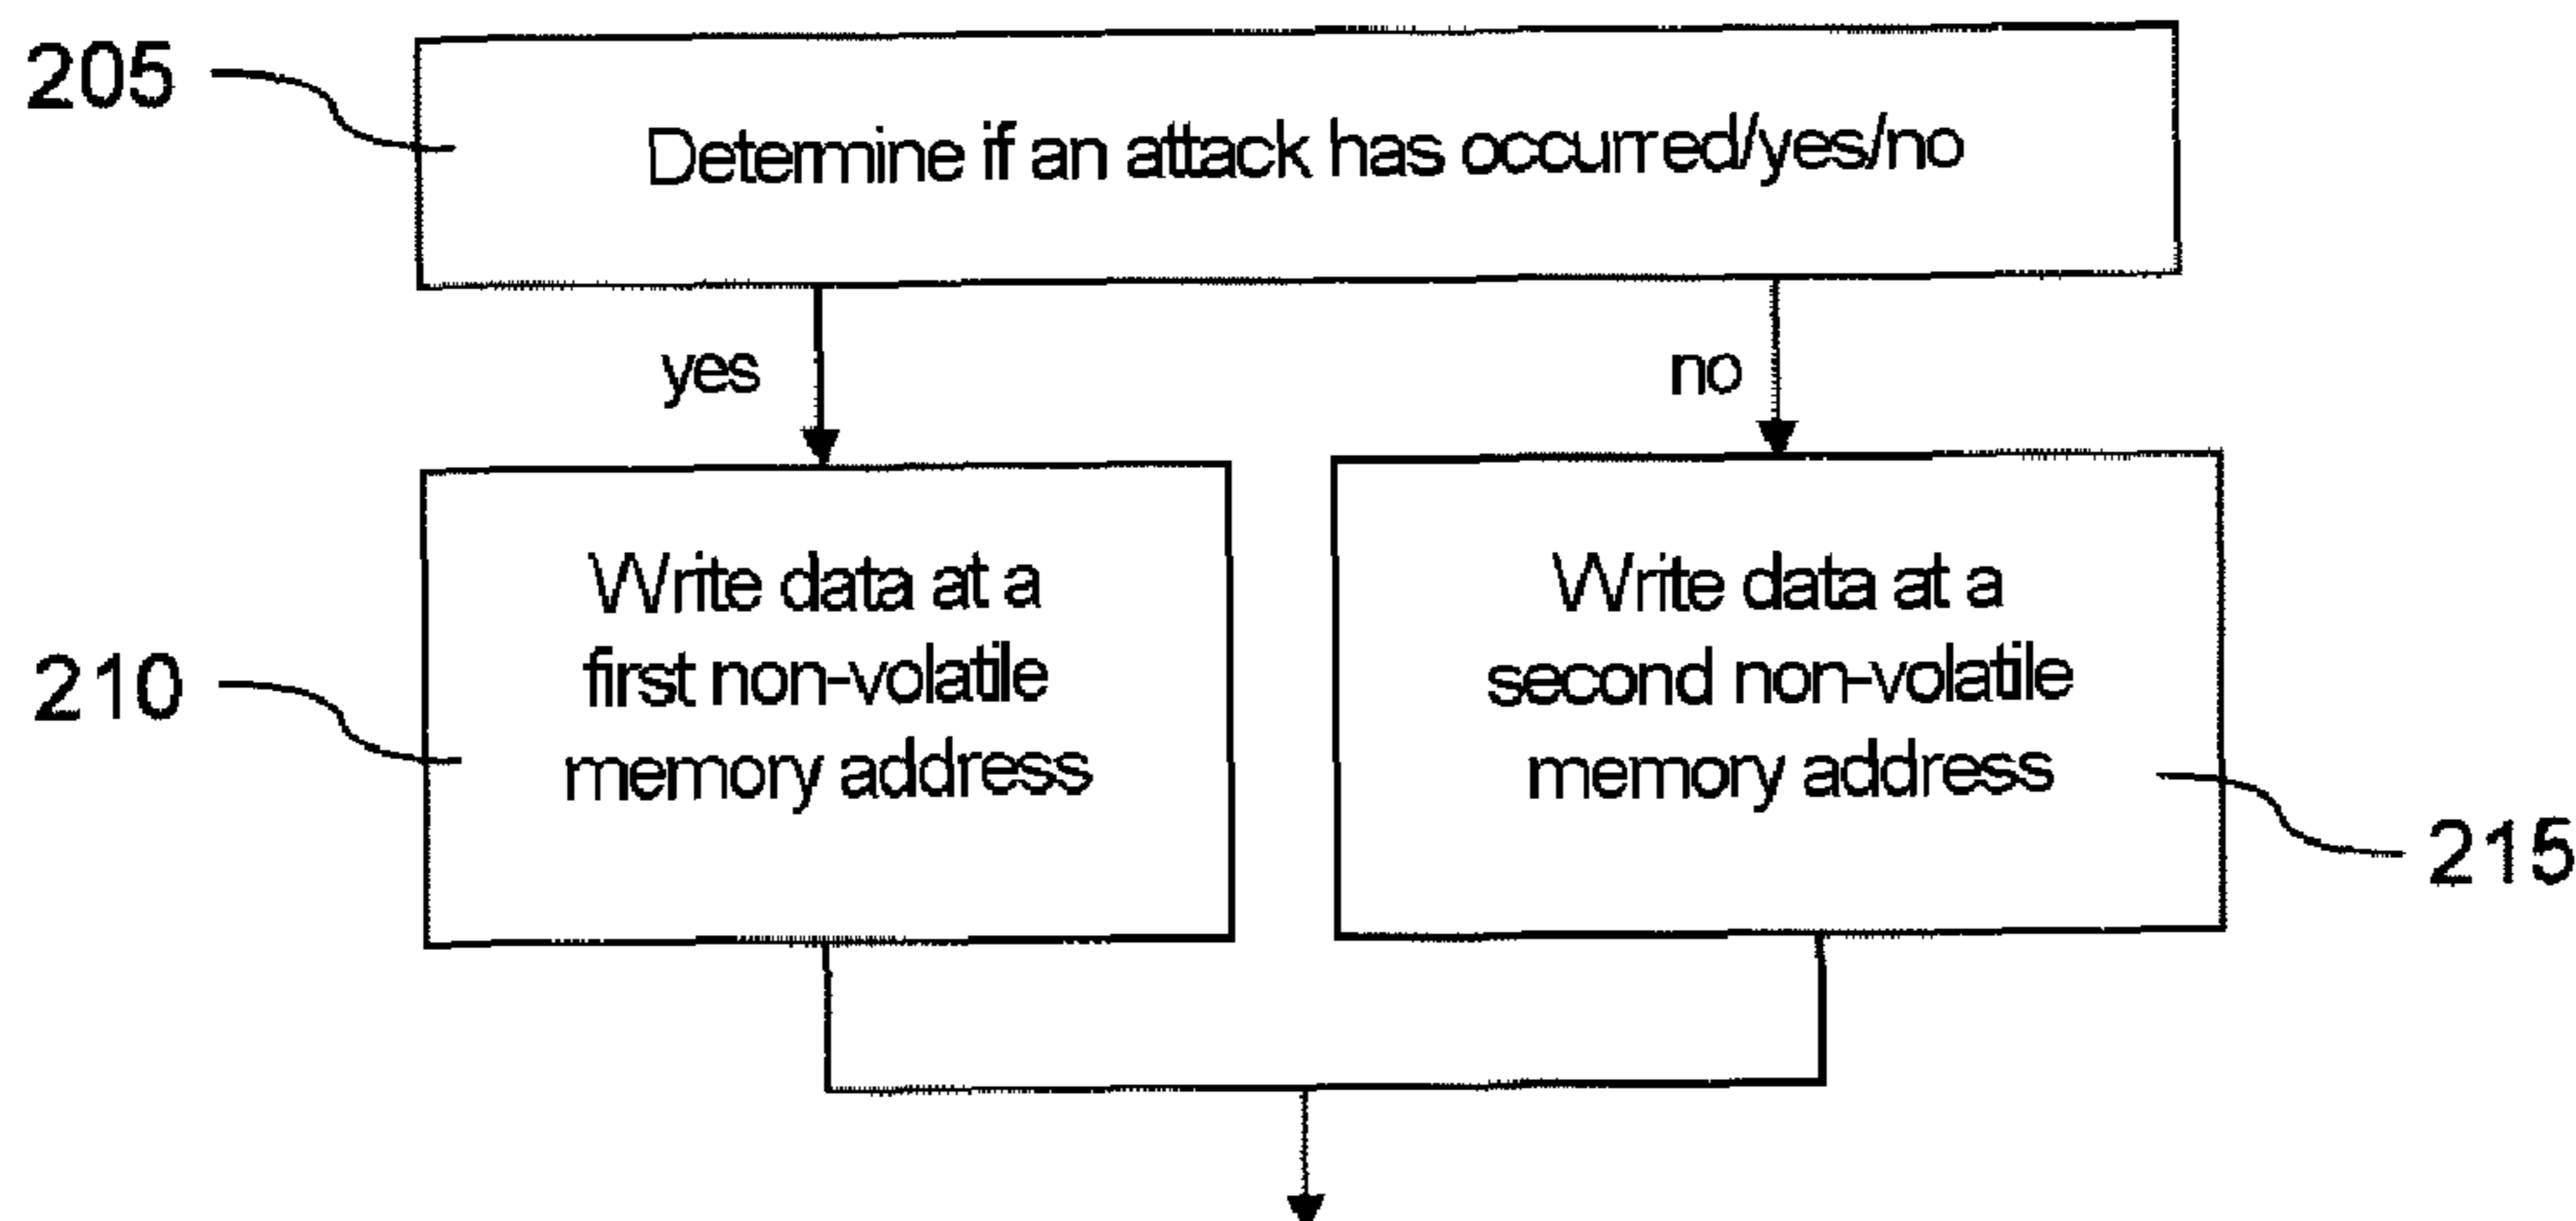 205
Determine if an attack has occurred/yes/no
yes
no
Write data at a
first non-volatile
memory address
Write data at a
second non-volatile
memory address
210
215